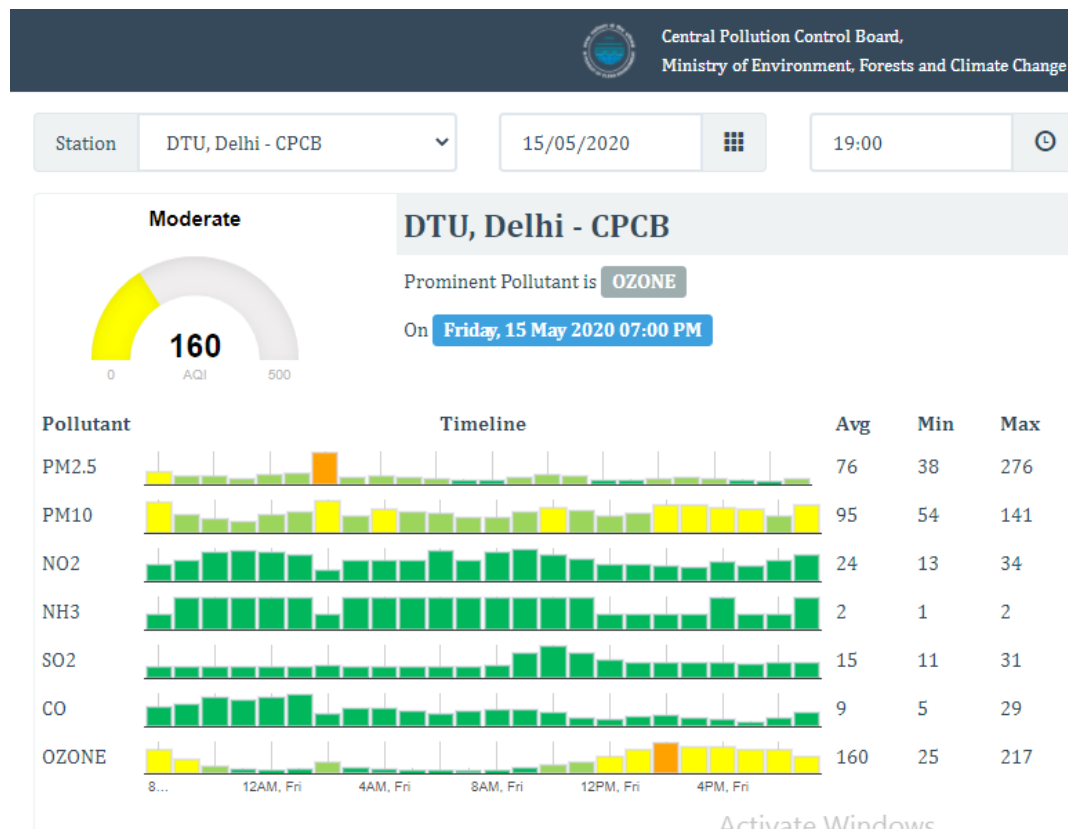 Central Pollution Control Board,
Ministry of Environment, Forests and Climate Change
Station DTU, Delhi - CPCB 15/05/2020 19:00
Moderate
DTU, Delhi - CPCB
Prominent Pollutant is OZONE
On Friday, 15 May 2020 07:00 PM
160
0 AQI 500
Pollutant Timeline Avg Min Max
PM2.5 76 38 276
PM10 95 54 141
NO2 24 13 34
NH3 2 1 2
SO2 15 11 31
CO 9 5 29
OZONE 160 25 217
8... 12AM, Fri 4AM, Fri 8AM, Fri 12PM, Fri 4PM, Fri
Activate Windows